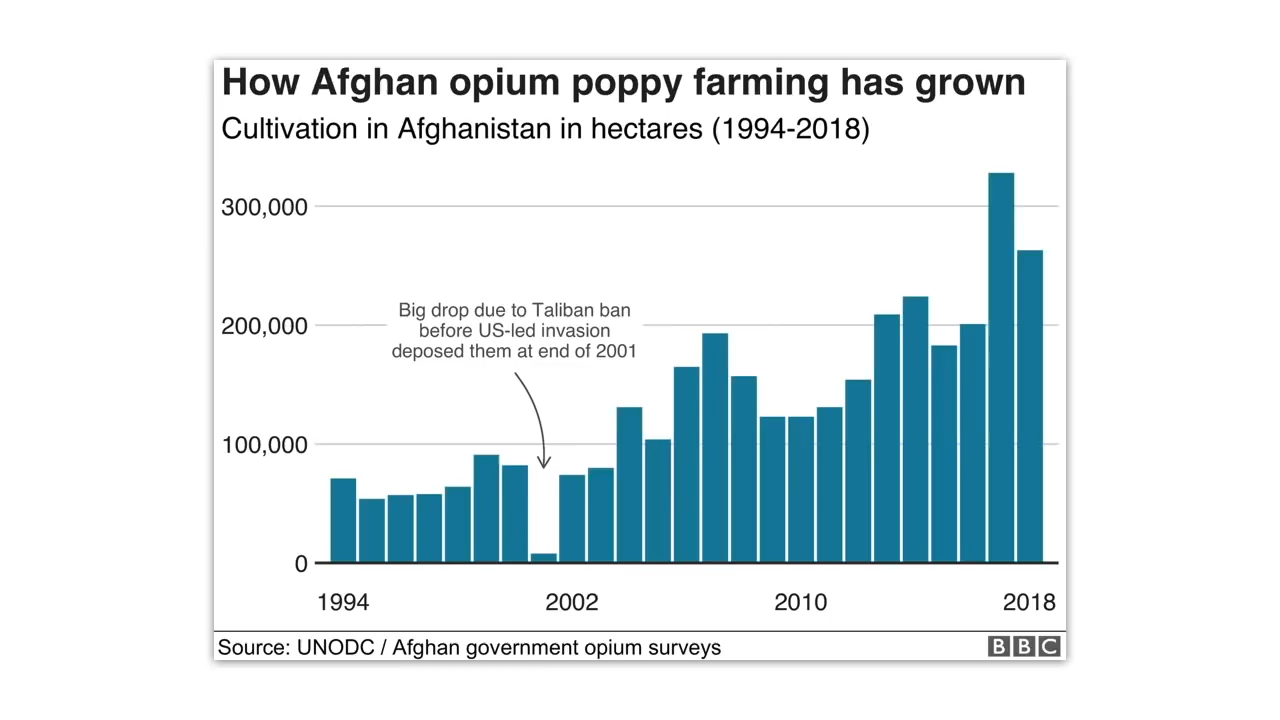 How Afghan opium poppy farming has grown
Cultivation in Afghanistan in hectares (1994-2018)
300,000
200,000
100,000
0
Big drop due to Taliban ban
before US-led invasion
deposed them at end of 2001
1994
2002
2010
2018
Source: UNODC / Afghan government opium surveys
BBC